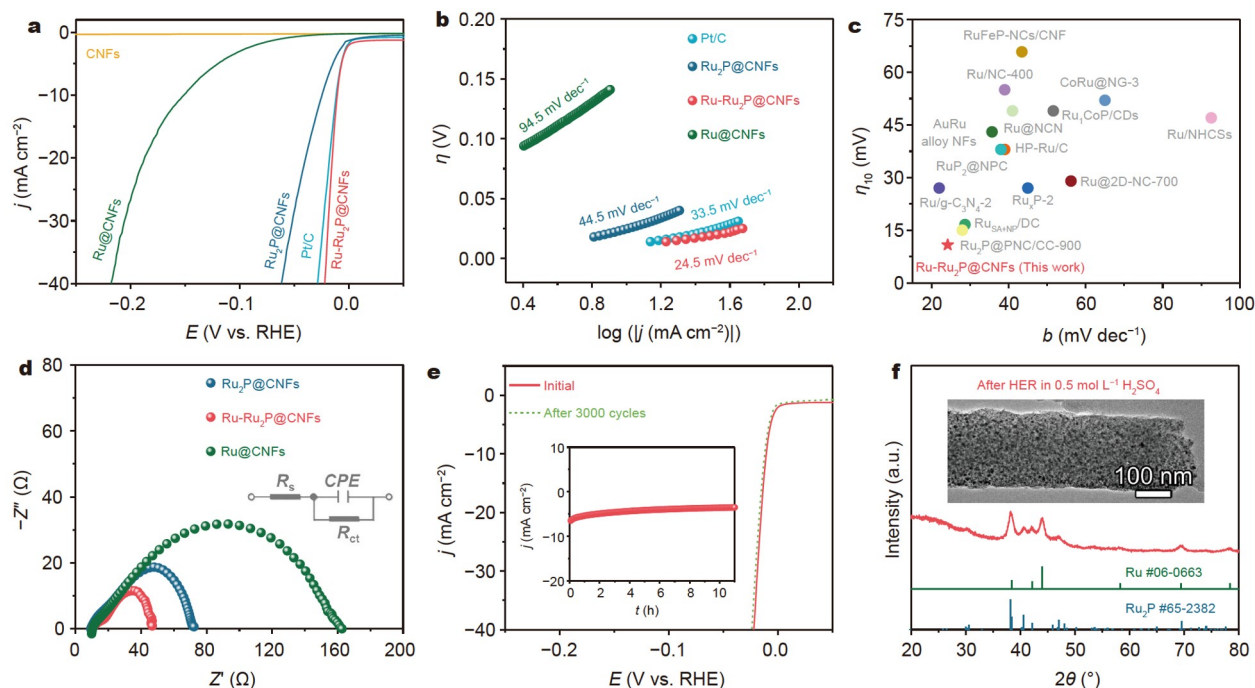 a
0
−10
−20
−30
−40
j (mA cm⁻²)
CNFs
Ru@CNFs
Ru₂P@CNFs
Pt/C
Ru-Ru₂P@CNFs
−0.2
−0.1
0.0
E (V vs. RHE)
b
0.20
0.15
0.10
0.05
0.00
η (V)
Pt/C
Ru₂P@CNFs
Ru-Ru₂P@CNFs
Ru@CNFs
94.5 mV dec⁻¹
44.5 mV dec⁻¹
33.5 mV dec⁻¹
24.5 mV dec⁻¹
0.0
0.4
0.8
1.2
1.6
2.0
log (|j (mA cm⁻²)|)
c
75
60
45
30
15
0
η₁₀ (mV)
RuFeP-NCs/CNF
Ru/NC-400
CoRu@NG-3
Ru₁CoP/CDs
Ru/NHCSs
Ru@NCN
AuRu
alloy NFs
HP-Ru/C
RuP₂@NPC
Ru@2D-NC-700
Ru/g-C₃N₄-2
RuₓP-2
Ru_SA+NP/DC
Ru₂P@PNC/CC-900
Ru-Ru₂P@CNFs (This work)
20
40
60
80
100
b (mV dec⁻¹)
d
−80
−60
−40
−20
0
−Z″ (Ω)
Ru₂P@CNFs
Ru-Ru₂P@CNFs
Ru@CNFs
Rₛ
CPE
R_ct
0
40
80
120
160
200
Z′ (Ω)
e
0
−10
−20
−30
−40
j (mA cm⁻²)
Initial
After 3000 cycles
10
0
−10
−20
j (mA cm⁻²)
0
2
4
6
8
10
t (h)
−0.2
−0.1
0.0
E (V vs. RHE)
f
After HER in 0.5 mol L⁻¹ H₂SO₄
100 nm
Intensity (a.u.)
Ru #06-0663
Ru₂P #65-2382
20
30
40
50
60
70
80
2θ (°)